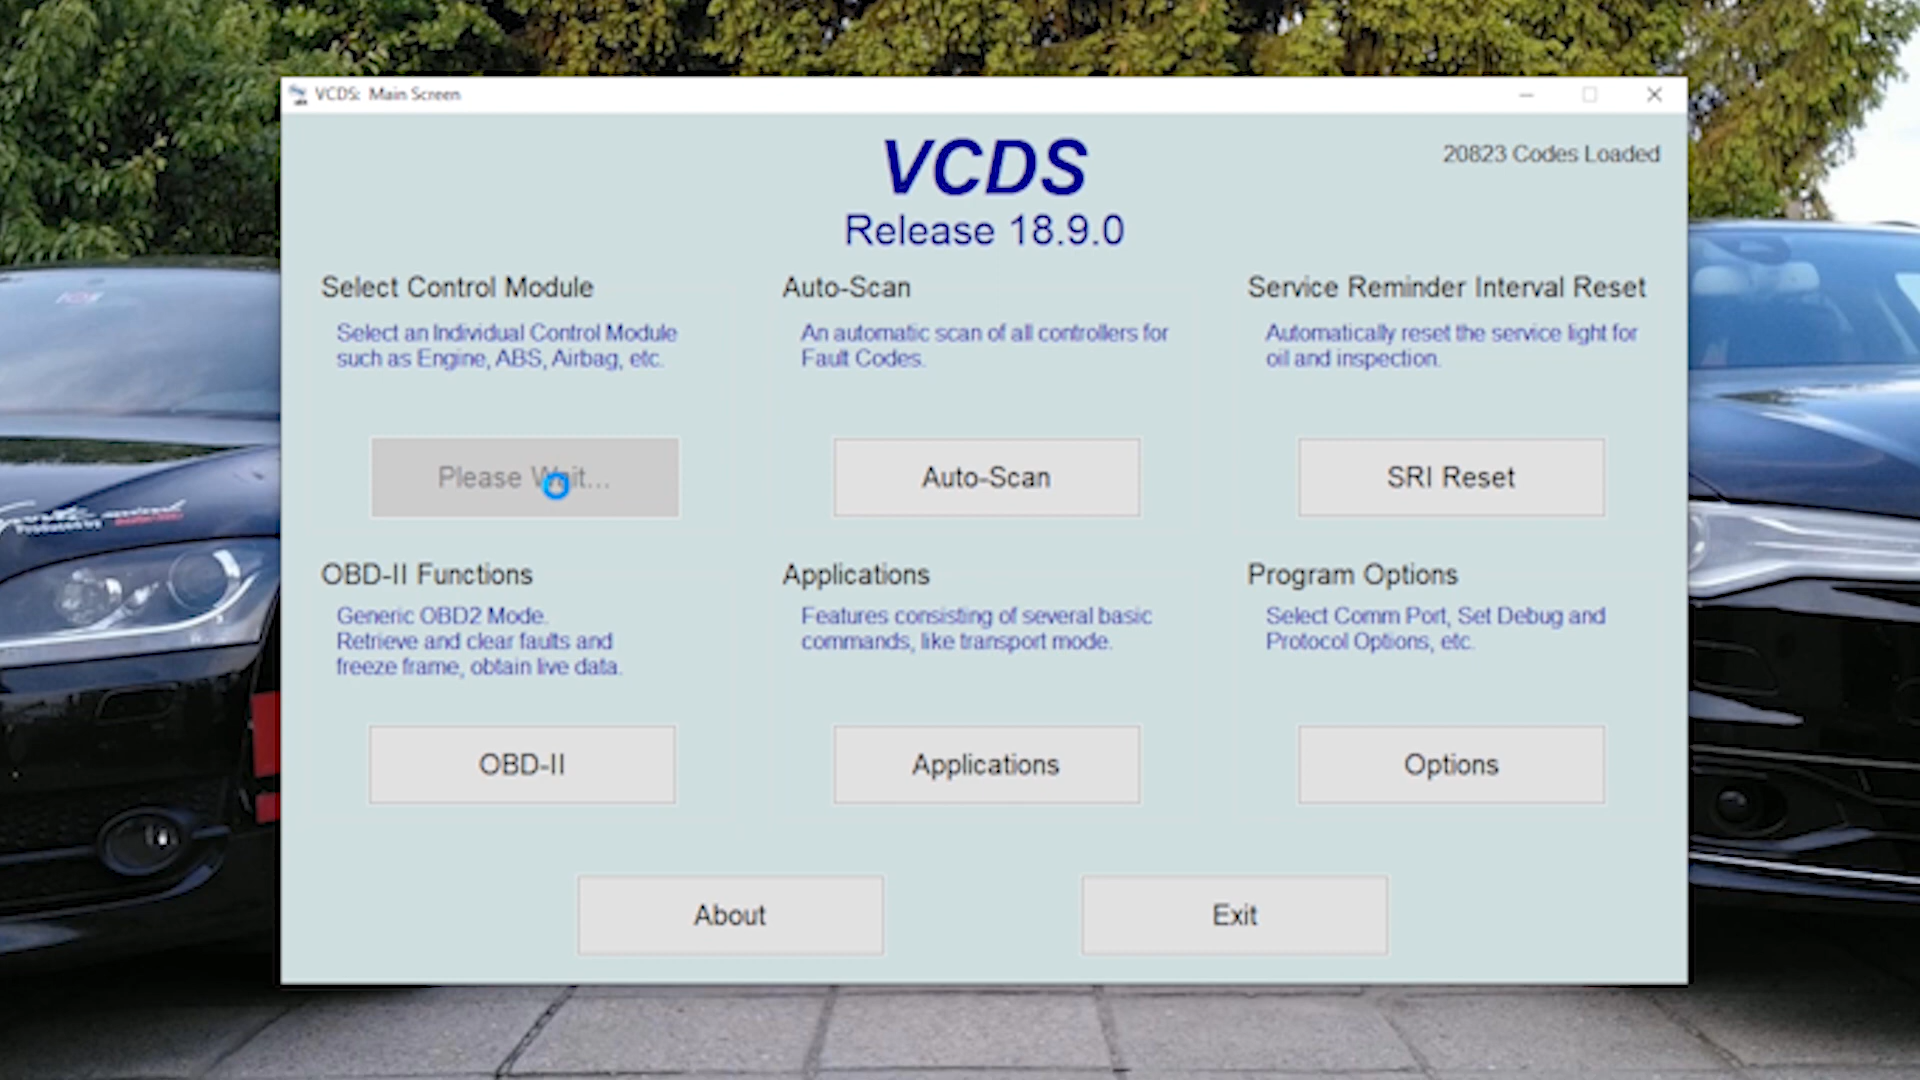 VCDS: Main Screen
VCDS
20823 Codes Loaded
Release 18.9.0
Select Control Module
Select an Individual Control Module
such as Engine, ABS, Airbag, etc.
Please Wait...
Auto-Scan
An automatic scan of all controllers for
Fault Codes.
Auto-Scan
Service Reminder Interval Reset
Automatically reset the service light for
oil and inspection.
SRI Reset
OBD-II Functions
Generic OBD2 Mode.
Retrieve and clear faults and
freeze frame, obtain live data.
OBD-II
Applications
Features consisting of several basic
commands, like transport mode.
Applications
Program Options
Select Comm Port, Set Debug and
Protocol Options, etc.
Options
About
Exit
Produced by